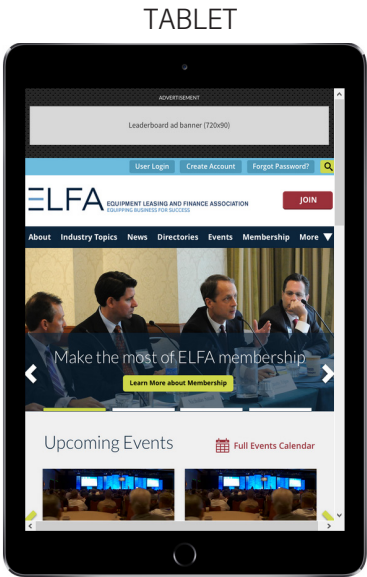 TABLET
ADVERTISEMENT
Leaderboard ad banner (720x90)
User Login Create Account Forgot Password?
ELFA EQUIPMENT LEASING AND FINANCE ASSOCIATION
EQUIPPING BUSINESS FOR SUCCESS
JOIN
About Industry Topics News Directories Events Membership More
Make the most of ELFA membership
Learn More about Membership
Upcoming Events Full Events Calendar